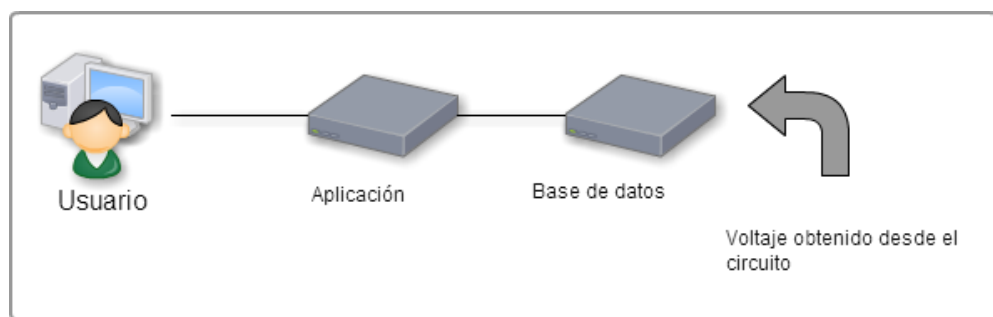 Usuario
Aplicación
Base de datos
Voltaje obtenido desde el
circuito